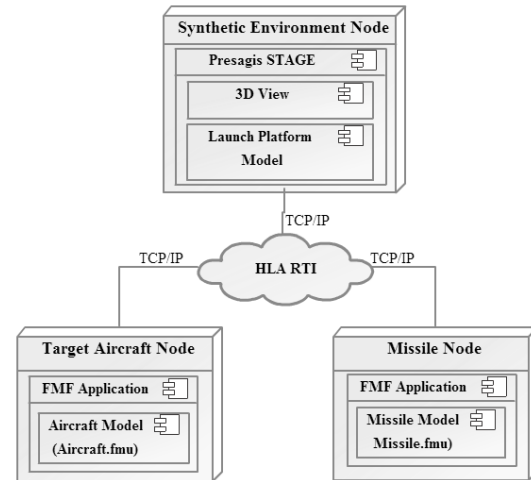 Synthetic Environment Node
Presagis STAGE
3D View
Launch Platform
Model
TCP/IP
TCP/IP
HLA RTI
TCP/IP
Target Aircraft Node
FMF Application
Aircraft Model
(Aircraft.fmu)
Missile Node
FMF Application
Missile Model
Missile.fmu)